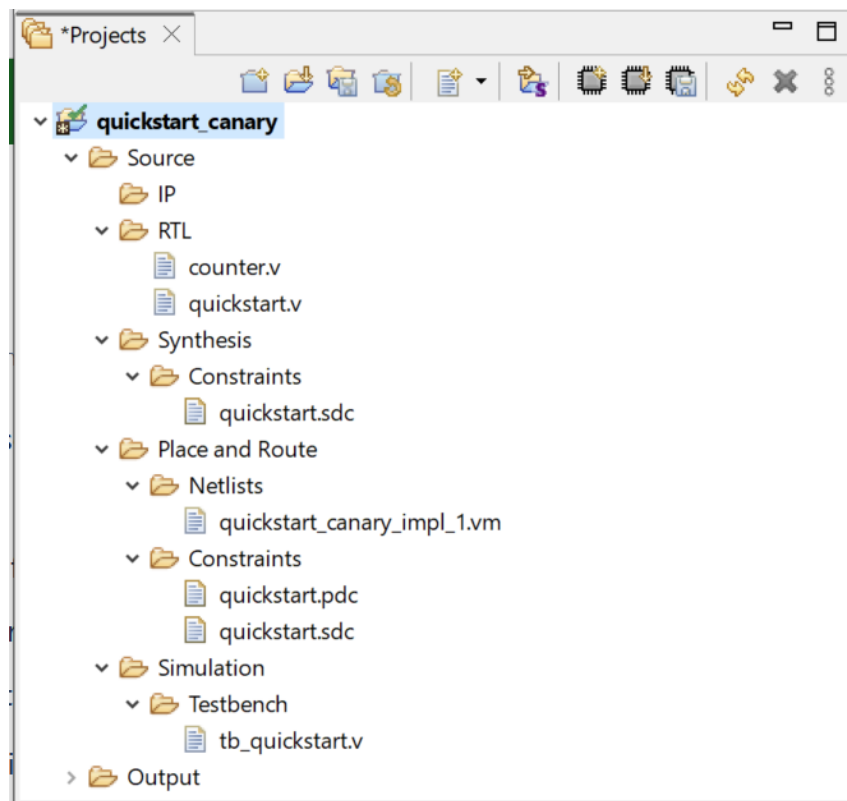 *Projects
quickstart_canary
Source
IP
RTL
counter.v
quickstart.v
Synthesis
Constraints
quickstart.sdc
Place and Route
Netlists
quickstart_canary_impl_1.vm
Constraints
quickstart.pdc
quickstart.sdc
Simulation
Testbench
tb_quickstart.v
Output